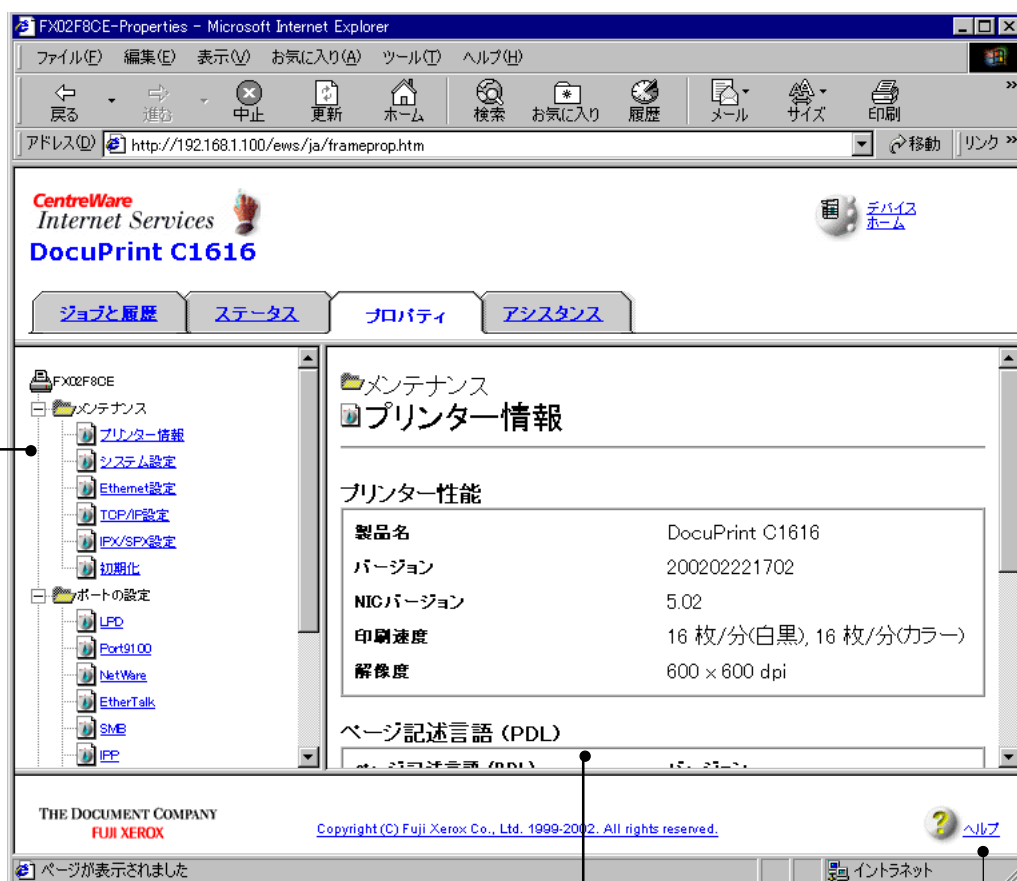 FX02F8CE-Properties - Microsoft Internet Explorer
ファイル(F) 編集(E) 表示(V) お気に入り(A) ツール(T) ヘルプ(H)
戻る 進む 中止 更新 ホーム 検索 お気に入り 履歴 メール サイズ 印刷 »
アドレス(D) http://192.168.1.100/ews/ja/frameprop.htm 移動 リンク »
CentreWare
Internet Services
DocuPrint C1616
デバイス
ホーム
ジョブと履歴 ステータス プロパティ アシスタンス
FX02F8CE
メンテナンス
プリンター情報
システム設定
Ethernet設定
TCP/IP設定
IPX/SPX設定
初期化
ポートの設定
LPD
Port9100
NetWare
EtherTalk
SMB
IPP
メンテナンス
プリンター情報
プリンター性能
製品名 DocuPrint C1616
バージョン 200202221702
NICバージョン 5.02
印刷速度 16 枚/分(白黒), 16 枚/分(カラー)
解像度 600 × 600 dpi
ページ記述言語 (PDL)
ページ記述言語 (PDL) バージョン
THE DOCUMENT COMPANY
FUJI XEROX
Copyright (C) Fuji Xerox Co., Ltd. 1999-2002. All rights reserved.
ヘルプ
ページが表示されました イントラネット